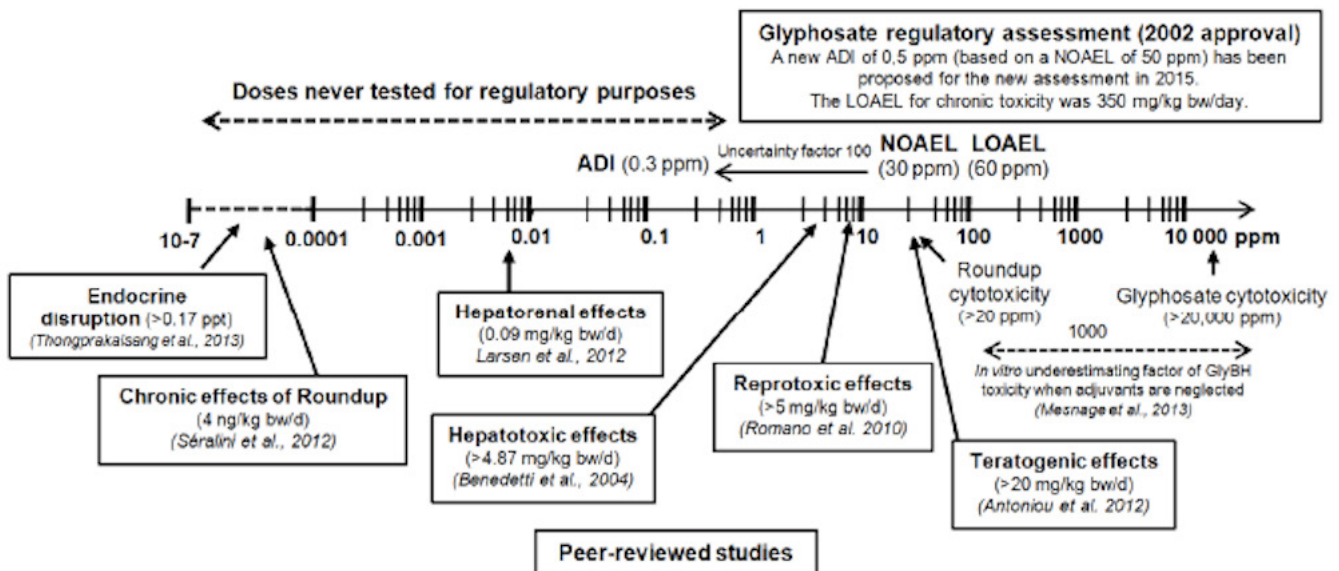 Glyphosate regulatory assessment (2002 approval)
A new ADI of 0,5 ppm (based on a NOAEL of 50 ppm) has been
proposed for the new assessment in 2015.
The LOAEL for chronic toxicity was 350 mg/kg bw/day.
Doses never tested for regulatory purposes
ADI (0.3 ppm)
Uncertainty factor 100
NOAEL LOAEL
(30 ppm) (60 ppm)
10-7 0.0001 0.001 0.01 0.1 1 10 100 1000 10 000 ppm
Endocrine
disruption (>0.17 ppt)
(Thongprakaisang et al., 2013)
Chronic effects of Roundup
(4 ng/kg bw/d)
(Séralini et al., 2012)
Hepatorenal effects
(0.09 mg/kg bw/d)
Larsen et al., 2012
Hepatotoxic effects
(>4.87 mg/kg bw/d)
(Benedetti et al., 2004)
Reprotoxic effects
(>5 mg/kg bw/d)
(Romano et al. 2010)
Teratogenic effects
(>20 mg/kg bw/d)
(Antoniou et al. 2012)
Roundup
cytotoxicity
(>20 ppm)
Glyphosate cytotoxicity
(>20,000 ppm)
1000
In vitro underestimating factor of GlyBH
toxicity when adjuvants are neglected
(Mesnage et al., 2013)
Peer-reviewed studies